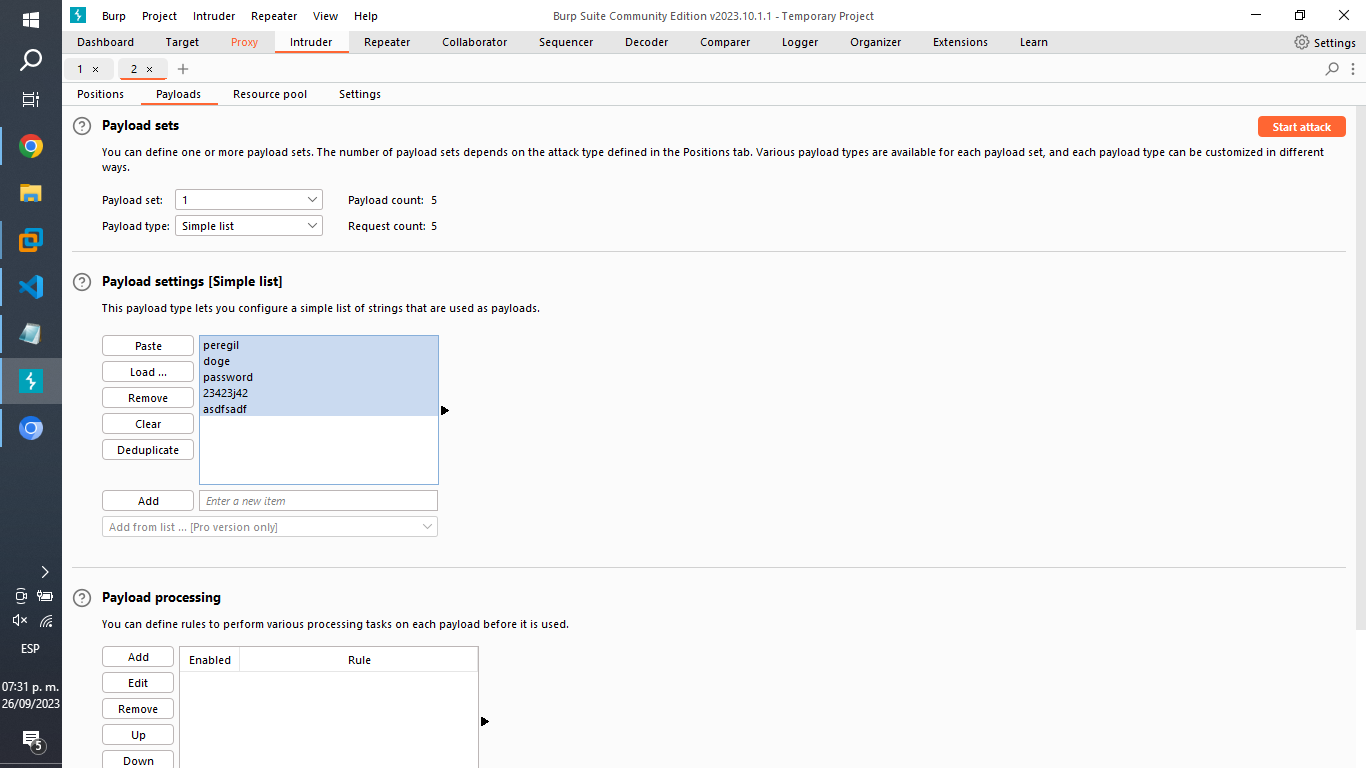 Burp Project Intruder Repeater View Help Burp Suite Community Edition v2023.10.1.1 - Temporary Project
Dashboard Target Proxy Intruder Repeater Collaborator Sequencer Decoder Comparer Logger Organizer Extensions Learn Settings
1 × 2 × +
Positions Payloads Resource pool Settings
? Payload sets Start attack
You can define one or more payload sets. The number of payload sets depends on the attack type defined in the Positions tab. Various payload types are available for each payload set, and each payload type can be customized in different
ways.
Payload set: 1 Payload count: 5
Payload type: Simple list Request count: 5
? Payload settings [Simple list]
This payload type lets you configure a simple list of strings that are used as payloads.
Paste
Load ...
Remove
Clear
Deduplicate
peregil
doge
password
23423j42
asdfsadf
Add Enter a new item
Add from list ... [Pro version only]
? Payload processing
You can define rules to perform various processing tasks on each payload before it is used.
Add
Edit
Remove
Up
Down
Enabled Rule
ESP
07:31 p. m.
26/09/2023
5